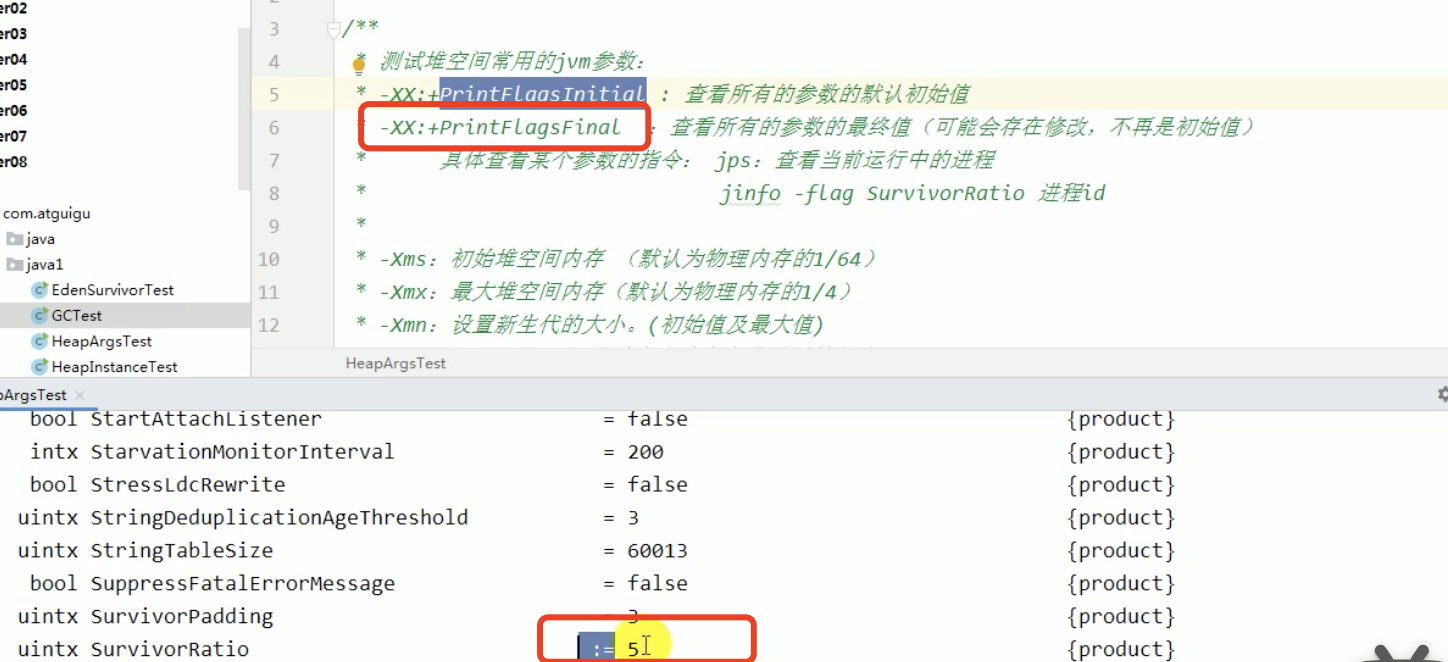 er02
er03
er04
er05
er06
er07
er08
com.atguigu
java
java1
EdenSurvivorTest
GCTest
HeapArgsTest
HeapInstanceTest
3 /**
4 * 测试堆空间常用的jvm参数:
5 * -XX:+PrintFlagsInitial : 查看所有的参数的默认初始值
6 * -XX:+PrintFlagsFinal : 查看所有的参数的最终值（可能会存在修改，不再是初始值）
7 * 具体查看某个参数的指令: jps: 查看当前运行中的进程
8 * jinfo -flag SurvivorRatio 进程id
9 *
10 * -Xms: 初始堆空间内存 （默认为物理内存的1/64）
11 * -Xmx: 最大堆空间内存（默认为物理内存的1/4）
12 * -Xmn: 设置新生代的大小。(初始值及最大值)
HeapArgsTest
pArgsTest ×
bool StartAttachListener = false {product}
intx StarvationMonitorInterval = 200 {product}
bool StressLdcRewrite = false {product}
uintx StringDeduplicationAgeThreshold = 3 {product}
uintx StringTableSize = 60013 {product}
bool SuppressFatalErrorMessage = false {product}
uintx SurvivorPadding = 3 {product}
uintx SurvivorRatio := 5 {product}